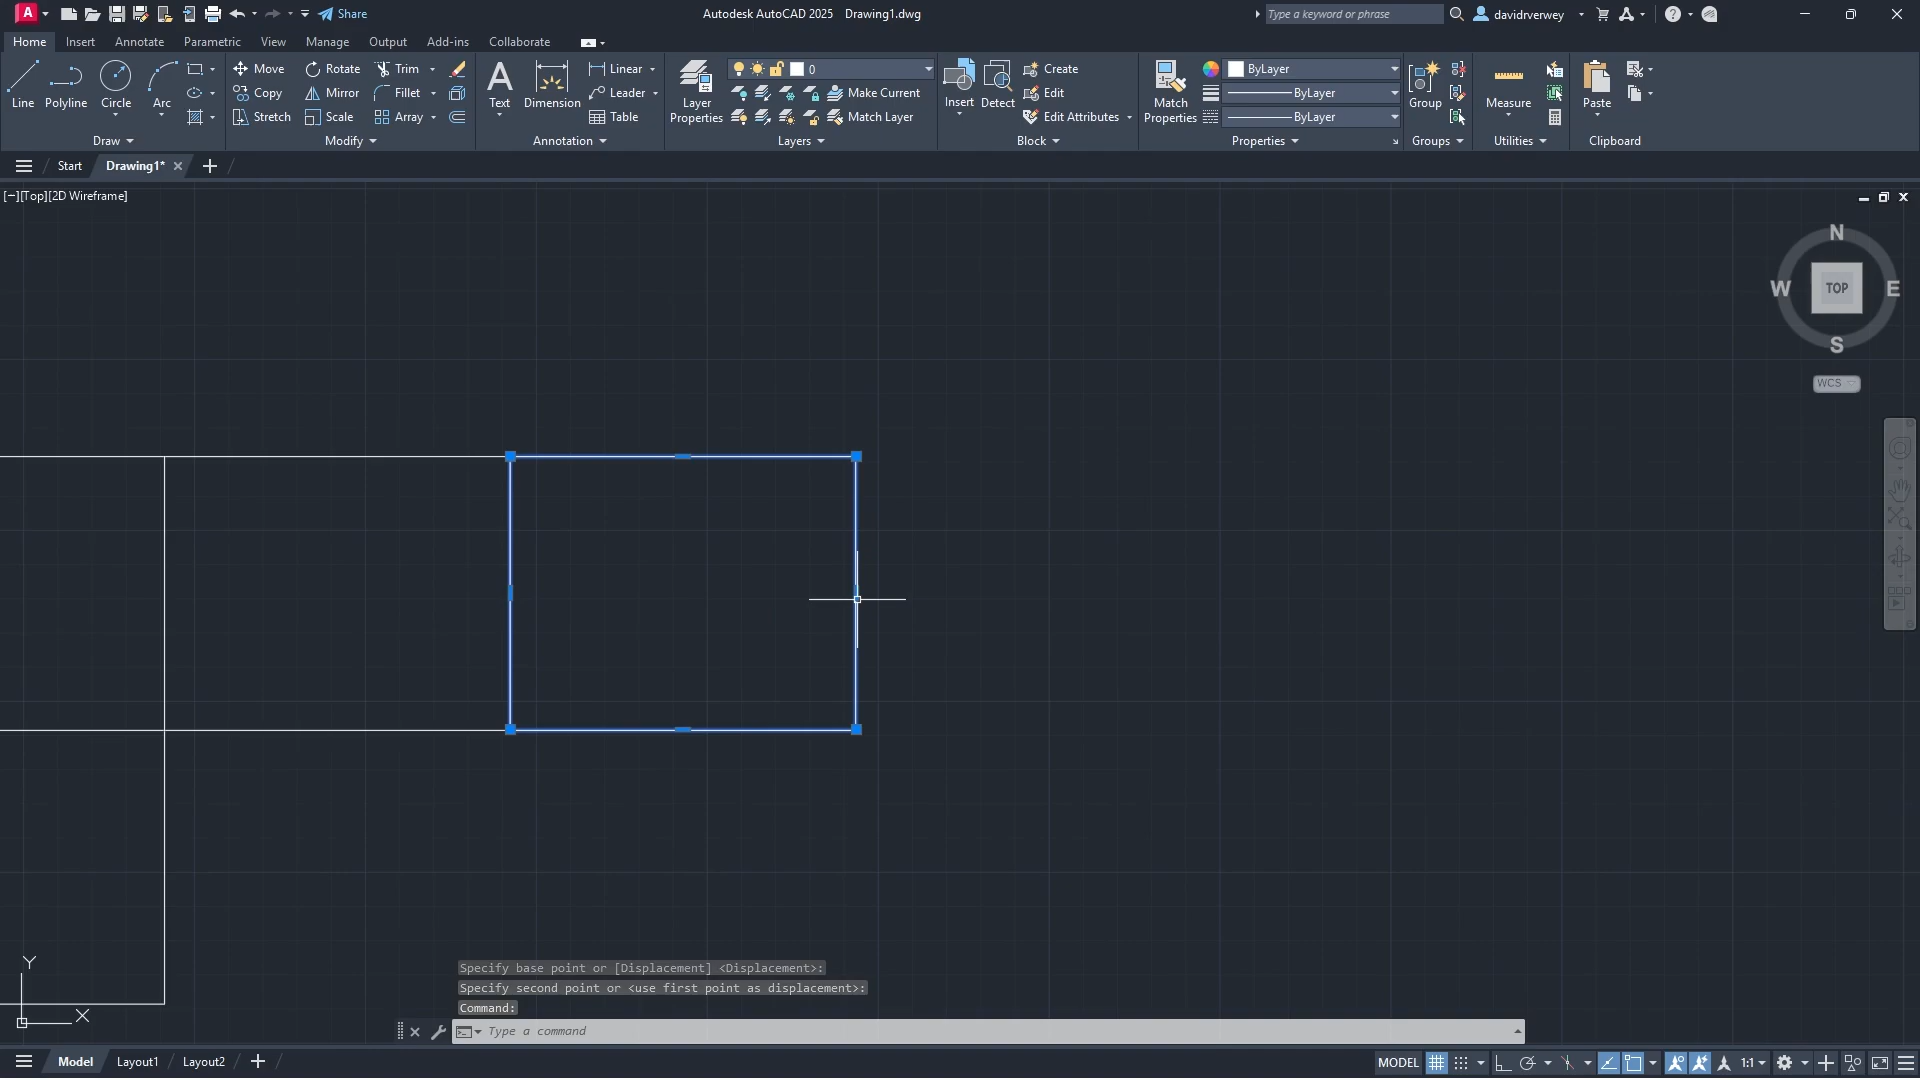 A Share Autodesk AutoCAD 2025 Drawing1.dwg Type a keyword or phrase davidrverwey
Home Insert Annotate Parametric View Manage Output Add-ins Collaborate
Line Polyline Circle Arc
Move Rotate Trim
Copy Mirror Fillet
Stretch Scale Array
Text Dimension
Linear
Leader
Table
Layer Properties
0
Make Current
Match Layer
Insert Detect
Create
Edit
Edit Attributes
Match Properties
ByLayer
ByLayer
ByLayer
Group
Measure
Paste
Draw Modify Annotation Layers Block Properties Groups Utilities Clipboard
Start Drawing1*
[−][Top][2D Wireframe]
N
W TOP E
S
WCS
Y
X
Specify base point or [Displacement] <Displacement>:
Specify second point or <use first point as displacement>:
Command:
Type a command
Model Layout1 Layout2 MODEL 1:1